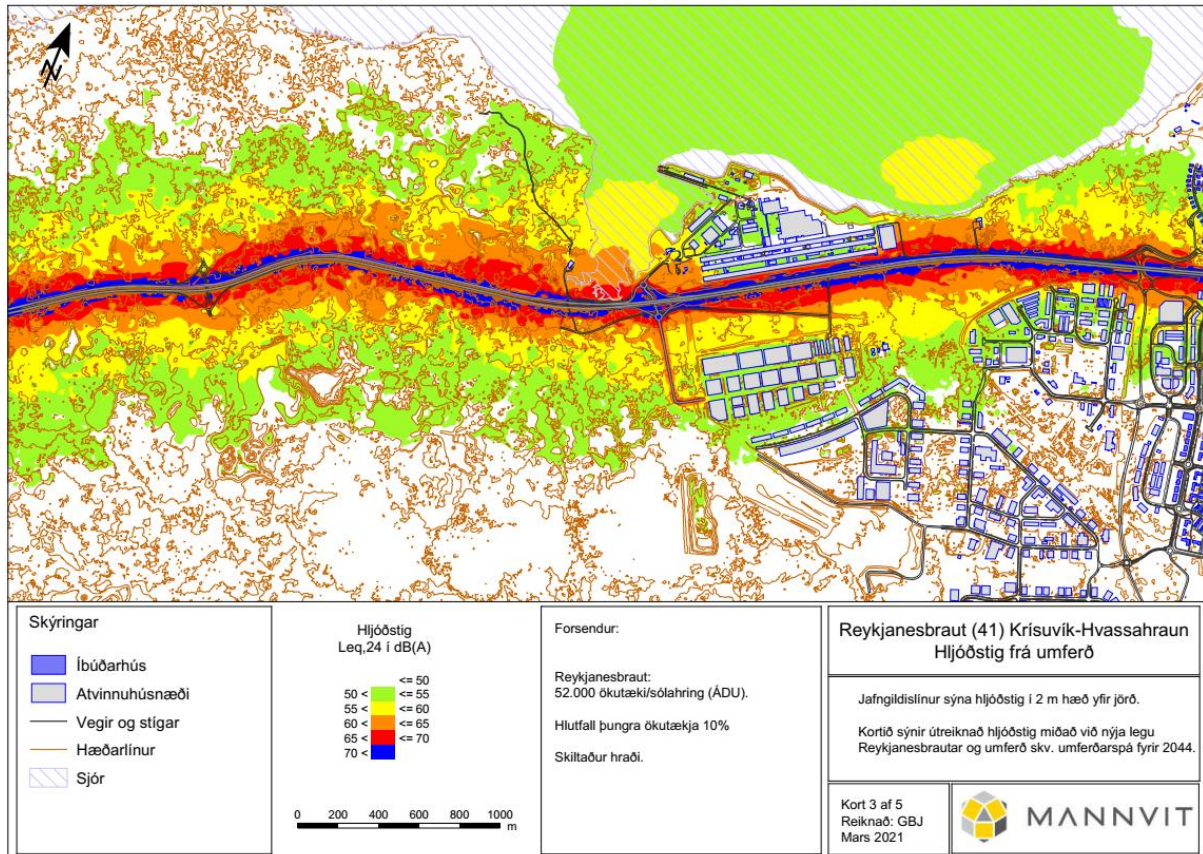 N
Skýringar
Íbúðarhús
Atvinnuhúsnæði
Vegir og stígar
Hæðarlínur
Sjór
Hljóðstig
Leq,24 í dB(A)
<= 50
50 < <= 55
55 < <= 60
60 < <= 65
65 < <= 70
70 <
0 200 400 600 800 1000
m
Forsendur:
Reykjanesbraut:
52.000 ökutæki/sólahring (ÁDU).
Hlutfall þungra ökutækja 10%
Skiltaður hraði.
Reykjanesbraut (41) Krísuvík-Hvassahraun
Hljóðstig frá umferð
Jafngildislínur sýna hljóðstig í 2 m hæð yfir jörð.
Kortið sýnir útreiknað hljóðstig miðað við nýja legu
Reykjanesbrautar og umferð skv. umferðarspá fyrir 2044.
Kort 3 af 5
Reiknað: GBJ
Mars 2021
MANNVIT